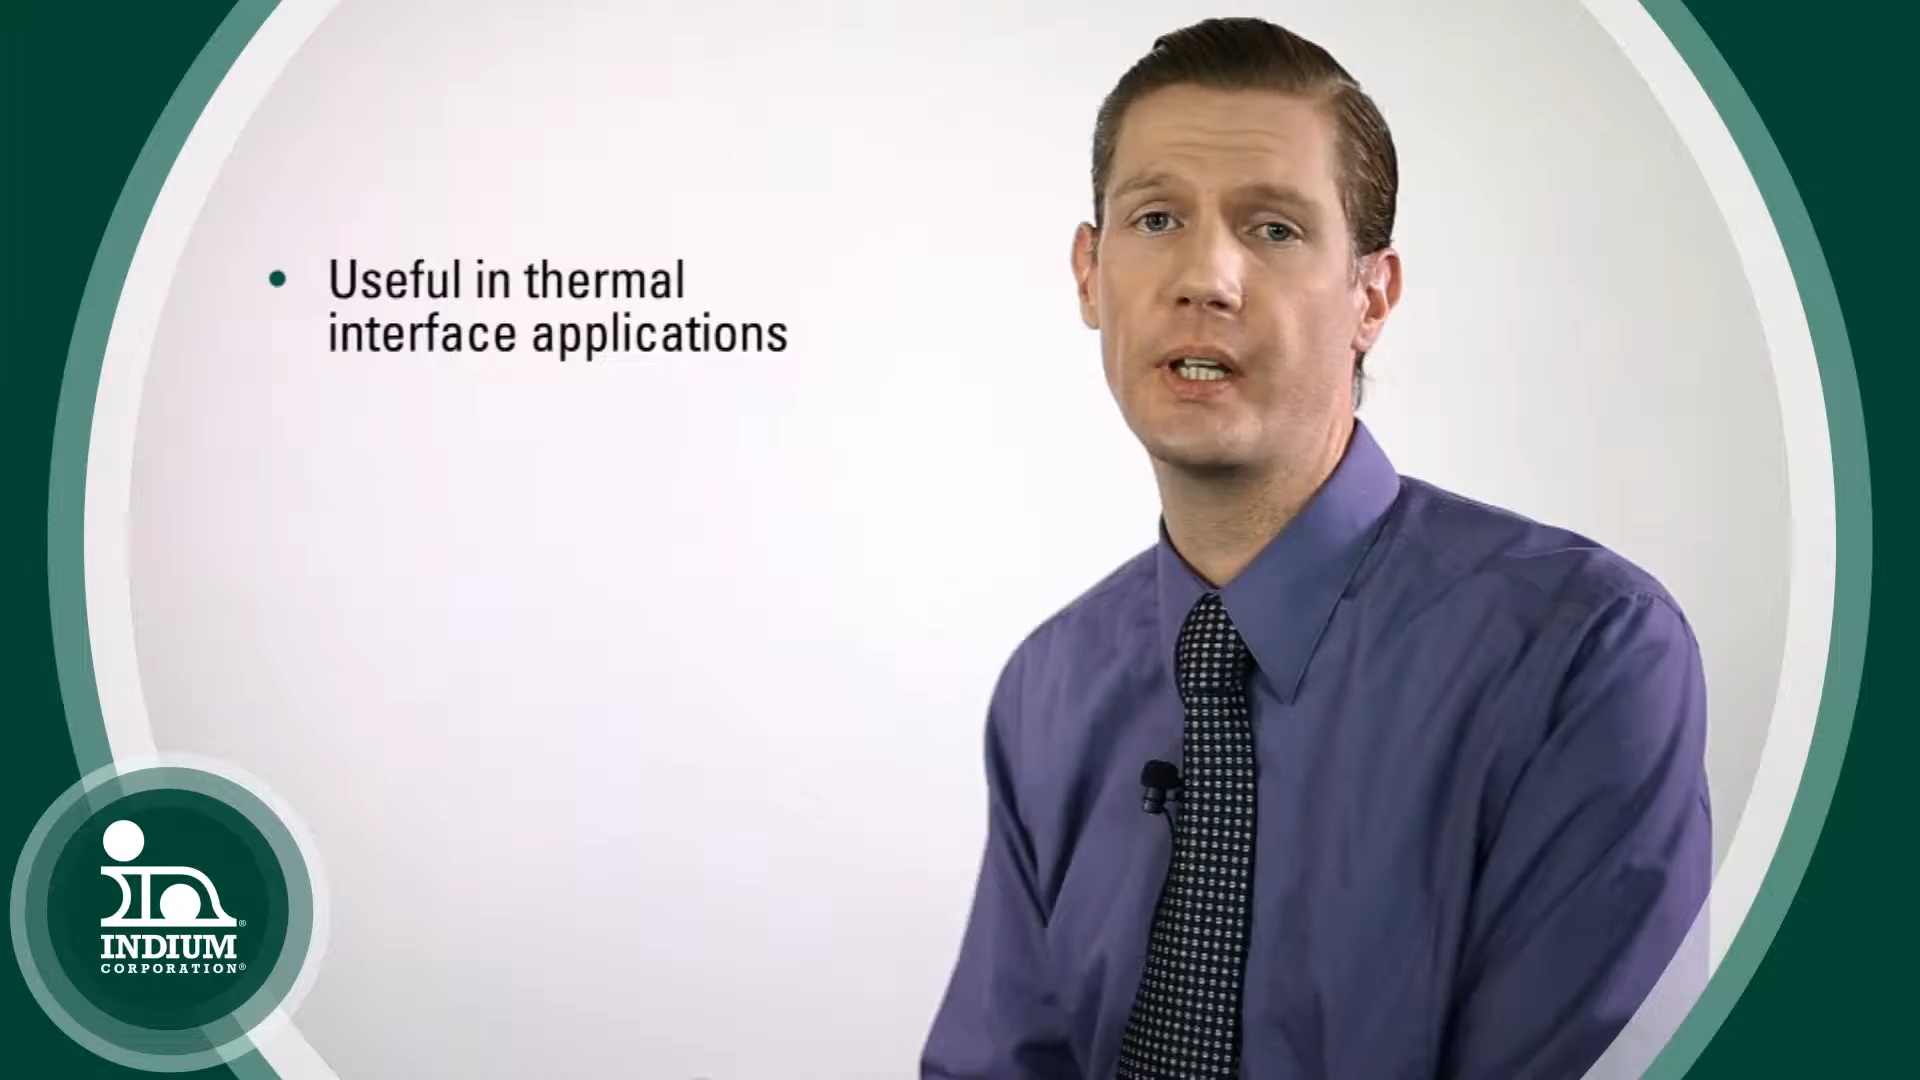 • Useful in thermal
interface applications
INDIUM
CORPORATION®